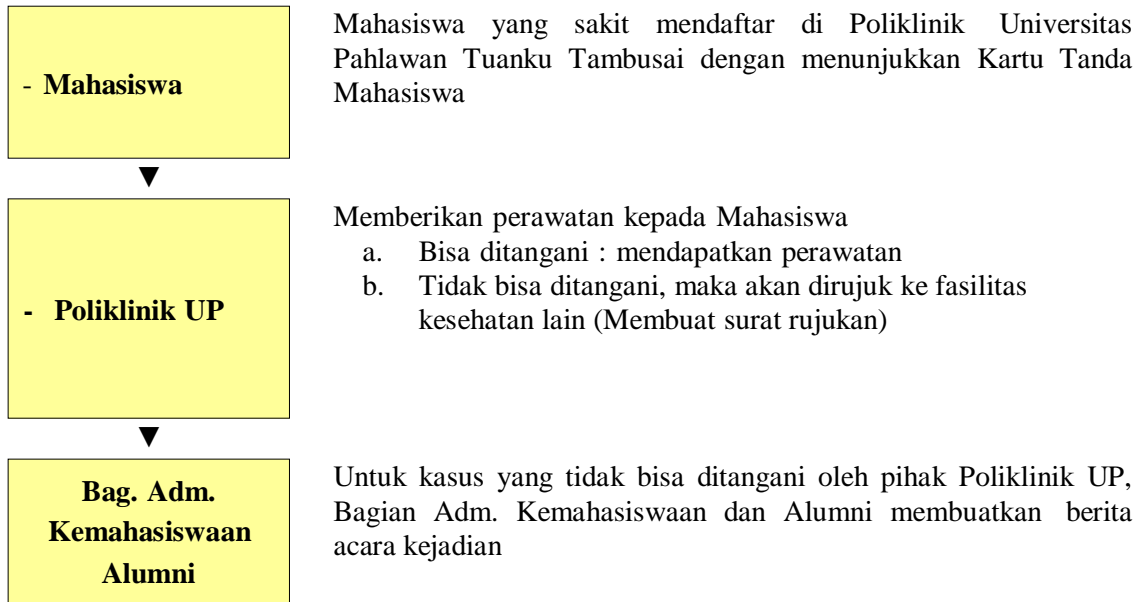 - Mahasiswa
Mahasiswa yang sakit mendaftar di Poliklinik Universitas
Pahlawan Tuanku Tambusai dengan menunjukkan Kartu Tanda
Mahasiswa
- Poliklinik UP
Memberikan perawatan kepada Mahasiswa
a. Bisa ditangani : mendapatkan perawatan
b. Tidak bisa ditangani, maka akan dirujuk ke fasilitas
kesehatan lain (Membuat surat rujukan)
Bag. Adm.
Kemahasiswaan
Alumni
Untuk kasus yang tidak bisa ditangani oleh pihak Poliklinik UP,
Bagian Adm. Kemahasiswaan dan Alumni membuatkan berita
acara kejadian